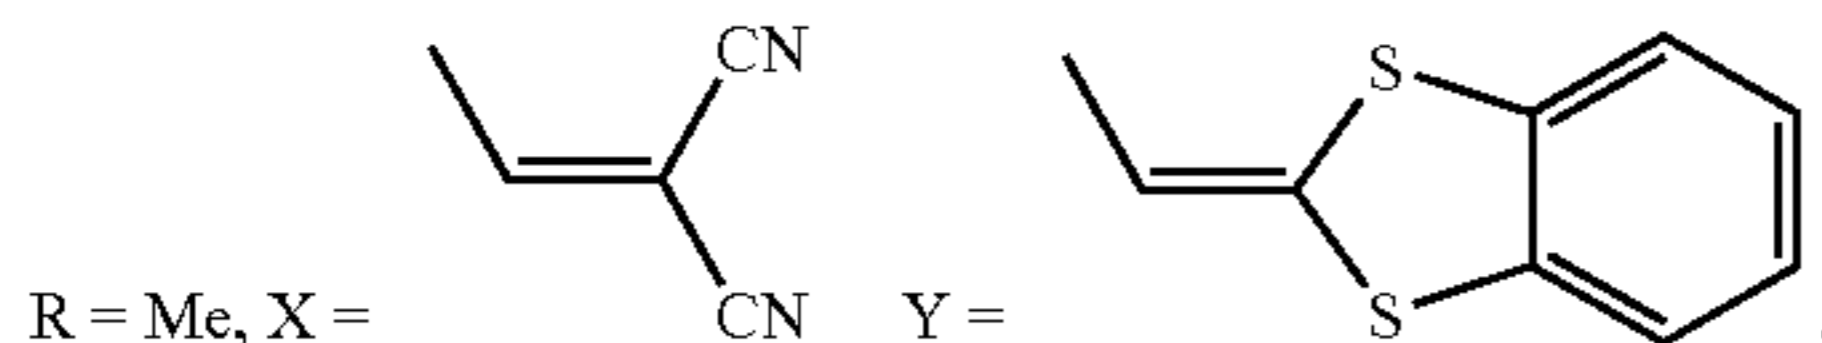 CN
S
R = Me, X =
CN
Y =
S